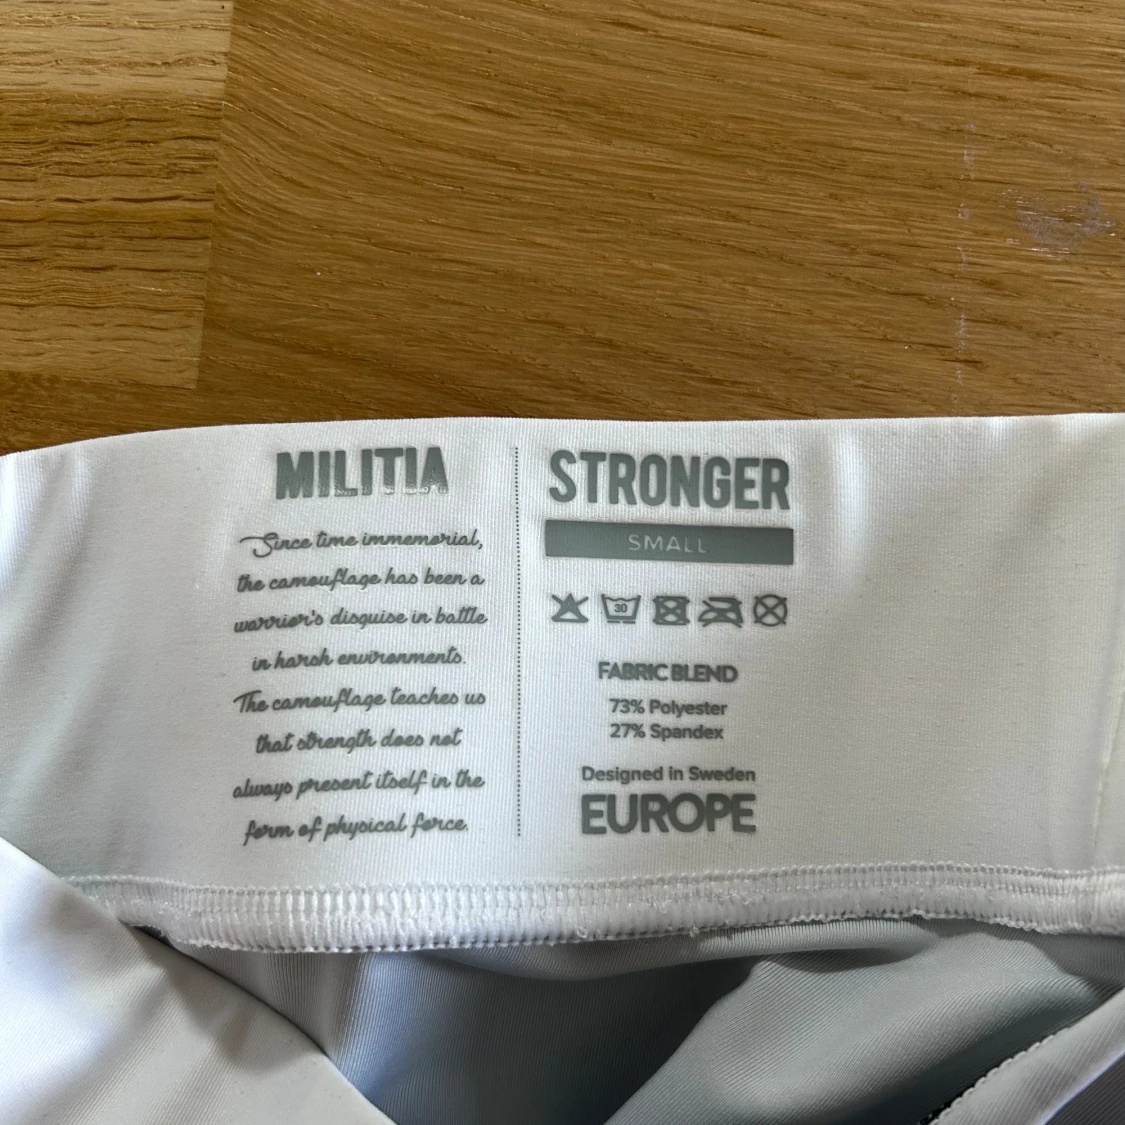 MILITIA
Since time immemorial,
the camouflage has been a
warrior's disguise in battle
in harsh environments.
The camouflage teaches us
that strength does not
always present itself in the
form of physical force.
STRONGER
SMALL
30
FABRIC BLEND
73% Polyester
27% Spandex
Designed in Sweden
EUROPE